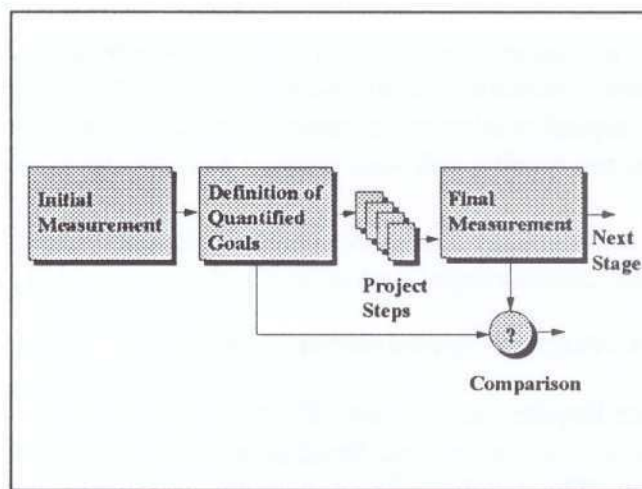 Initial
Measurement
Definition of
Quantified
Goals
Project
Steps
Final
Measurement
Next
Stage
?
Comparison